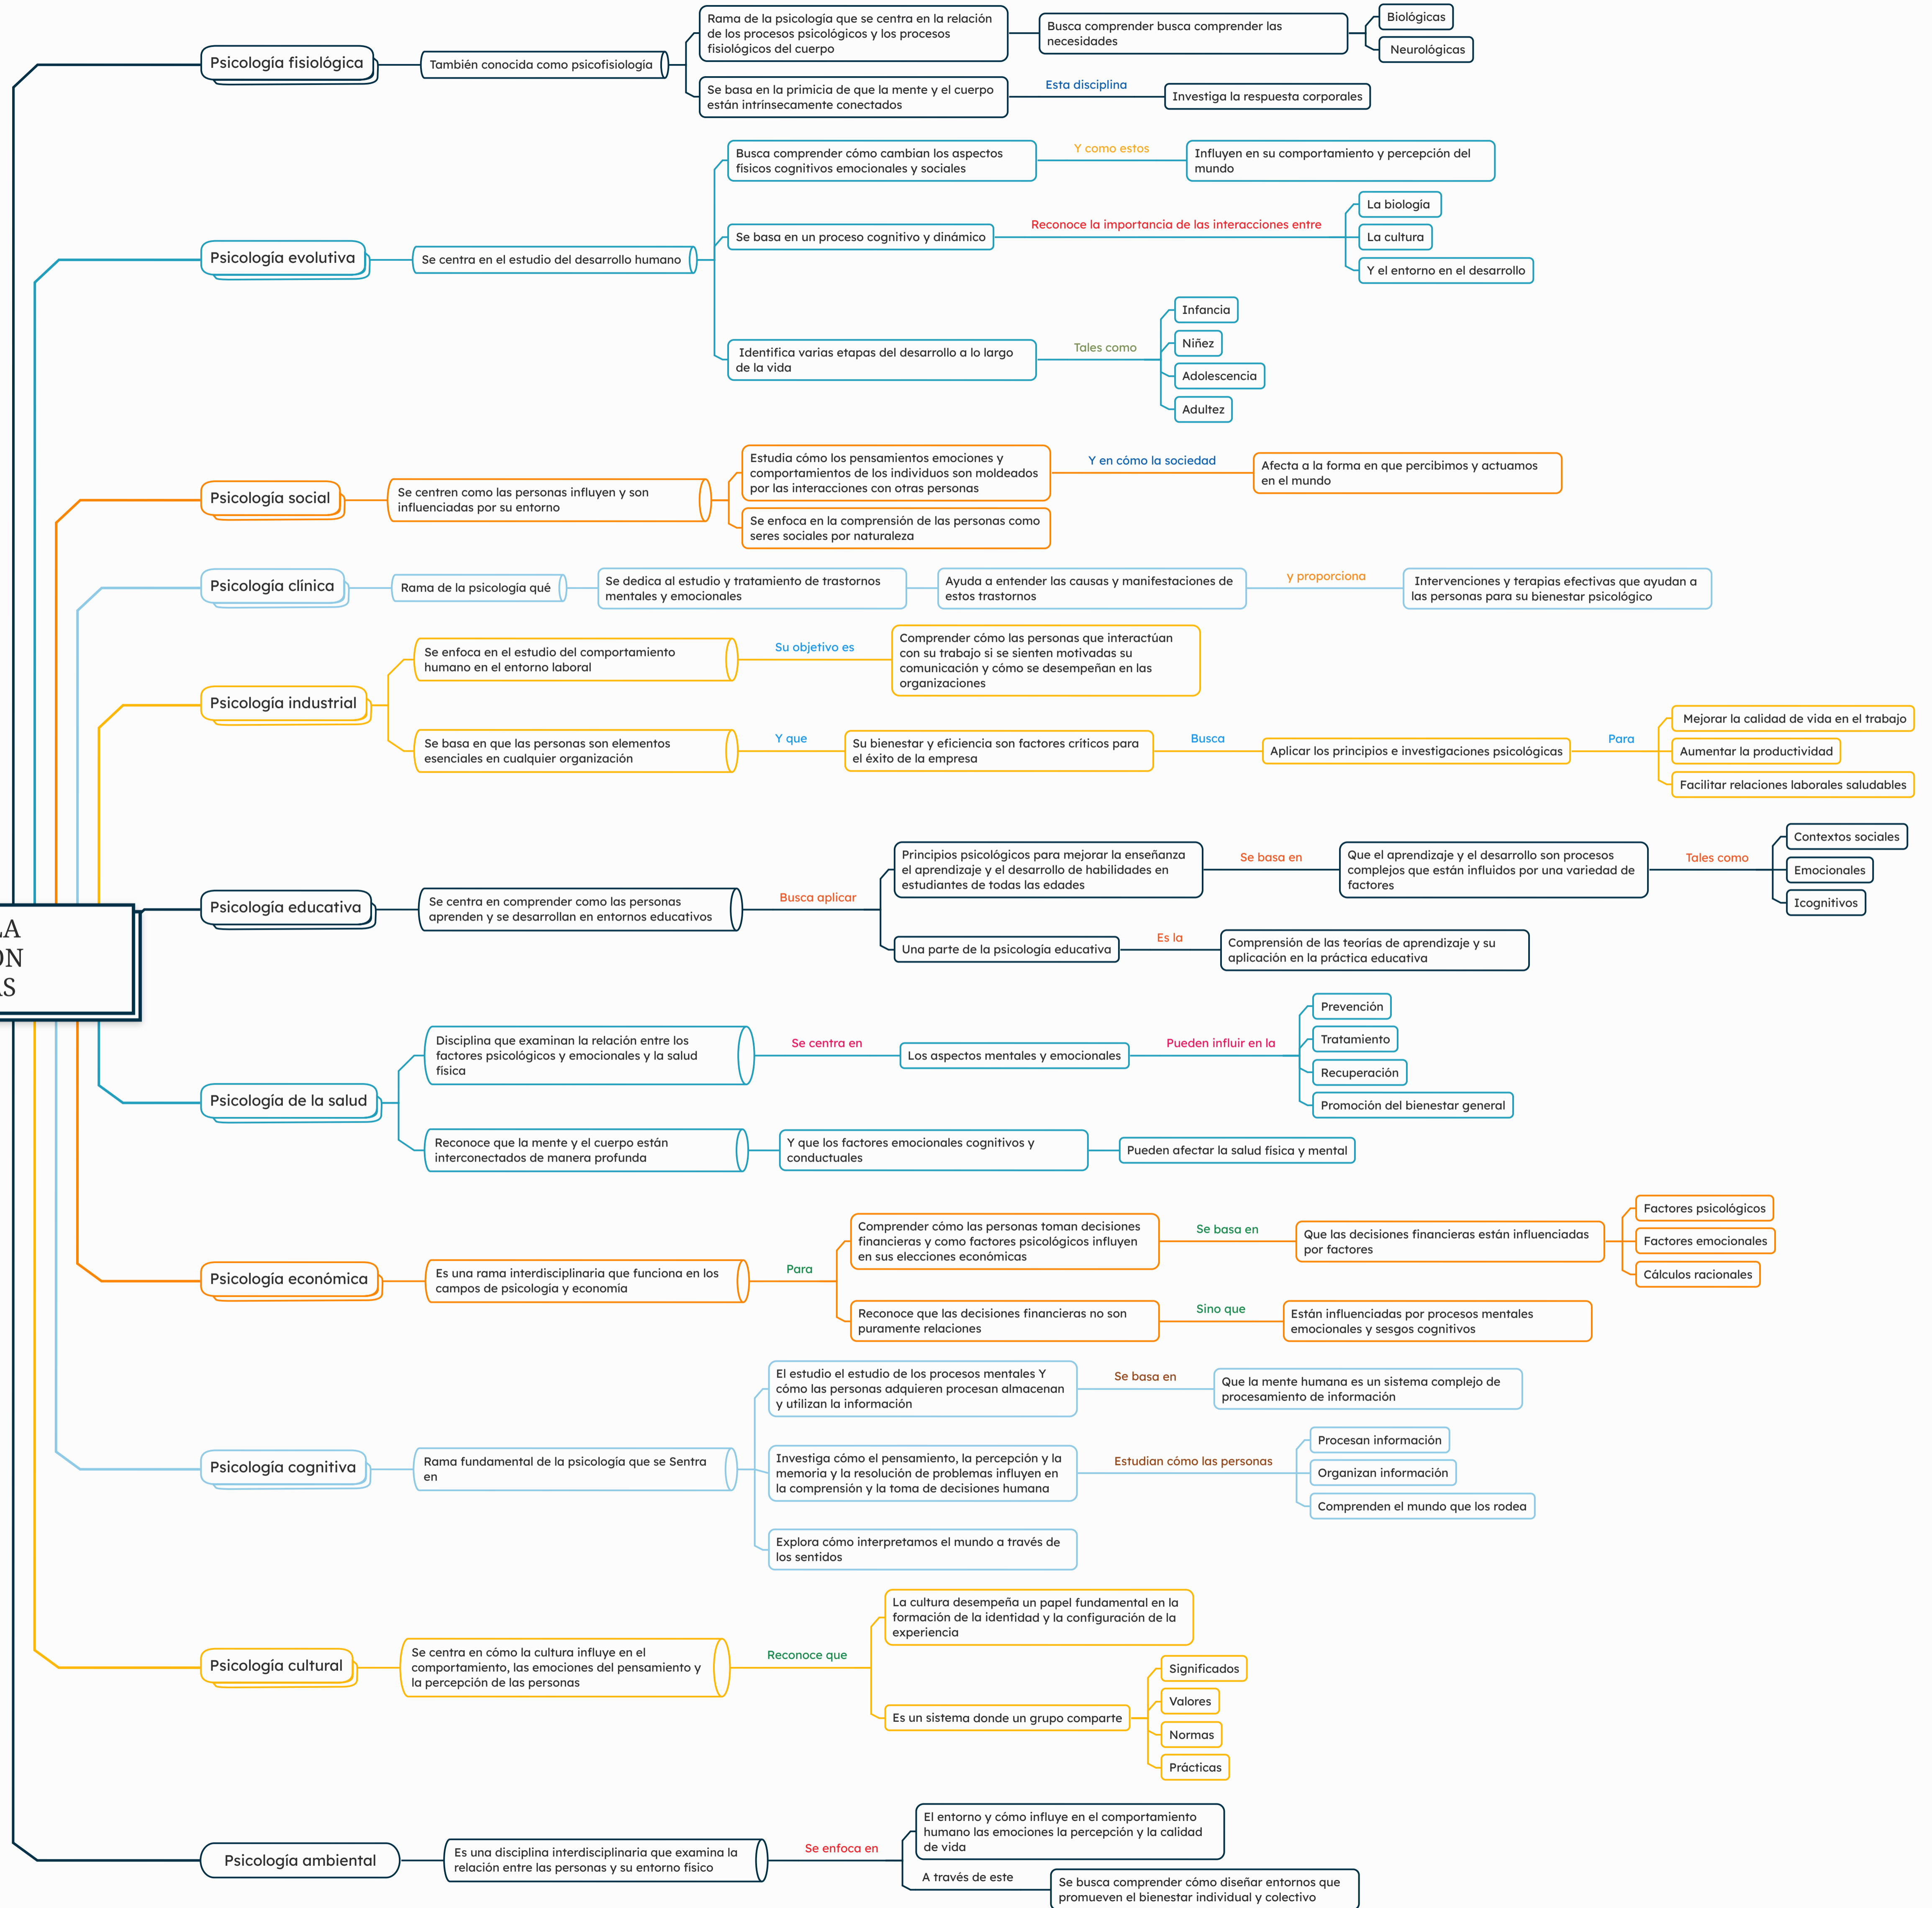 Psicología fisiológica
También conocida como psicofisiología
Rama de la psicología que se centra en la relación
de los procesos psicológicos y los procesos
fisiológicos del cuerpo
Busca comprender busca comprender las
necesidades
Biológicas
Neurológicas
Se basa en la primicia de que la mente y el cuerpo
están intrínsecamente conectados
Esta disciplina
Investiga la respuesta corporales
Psicología evolutiva
Se centra en el estudio del desarrollo humano
Busca comprender cómo cambian los aspectos
físicos cognitivos emocionales y sociales
Y como estos
Influyen en su comportamiento y percepción del
mundo
Se basa en un proceso cognitivo y dinámico
Reconoce la importancia de las interacciones entre
La biología
La cultura
Y el entorno en el desarrollo
Identifica varias etapas del desarrollo a lo largo
de la vida
Tales como
Infancia
Niñez
Adolescencia
Adultez
Psicología social
Se centren como las personas influyen y son
influenciadas por su entorno
Estudia cómo los pensamientos emociones y
comportamientos de los individuos son moldeados
por las interacciones con otras personas
Y en cómo la sociedad
Afecta a la forma en que percibimos y actuamos
en el mundo
Se enfoca en la comprensión de las personas como
seres sociales por naturaleza
Psicología clínica
Rama de la psicología qué
Se dedica al estudio y tratamiento de trastornos
mentales y emocionales
Ayuda a entender las causas y manifestaciones de
estos trastornos
y proporciona
Intervenciones y terapias efectivas que ayudan a
las personas para su bienestar psicológico
Psicología industrial
Se enfoca en el estudio del comportamiento
humano en el entorno laboral
Su objetivo es
Comprender cómo las personas que interactúan
con su trabajo si se sienten motivadas su
comunicación y cómo se desempeñan en las
organizaciones
Se basa en que las personas son elementos
esenciales en cualquier organización
Y que
Su bienestar y eficiencia son factores críticos para
el éxito de la empresa
Busca
Aplicar los principios e investigaciones psicológicas
Para
Mejorar la calidad de vida en el trabajo
Aumentar la productividad
Facilitar relaciones laborales saludables
LA
ON
AS
Psicología educativa
Se centra en comprender como las personas
aprenden y se desarrollan en entornos educativos
Busca aplicar
Principios psicológicos para mejorar la enseñanza
el aprendizaje y el desarrollo de habilidades en
estudiantes de todas las edades
Se basa en
Que el aprendizaje y el desarrollo son procesos
complejos que están influidos por una variedad de
factores
Tales como
Contextos sociales
Emocionales
Icognitivos
Una parte de la psicología educativa
Es la
Comprensión de las teorías de aprendizaje y su
aplicación en la práctica educativa
Psicología de la salud
Disciplina que examinan la relación entre los
factores psicológicos y emocionales y la salud
física
Se centra en
Los aspectos mentales y emocionales
Pueden influir en la
Prevención
Tratamiento
Recuperación
Promoción del bienestar general
Reconoce que la mente y el cuerpo están
interconectados de manera profunda
Y que los factores emocionales cognitivos y
conductuales
Pueden afectar la salud física y mental
Psicología económica
Es una rama interdisciplinaria que funciona en los
campos de psicología y economía
Para
Comprender cómo las personas toman decisiones
financieras y como factores psicológicos influyen
en sus elecciones económicas
Se basa en
Que las decisiones financieras están influenciadas
por factores
Factores psicológicos
Factores emocionales
Cálculos racionales
Reconoce que las decisiones financieras no son
puramente relaciones
Sino que
Están influenciadas por procesos mentales
emocionales y sesgos cognitivos
Psicología cognitiva
Rama fundamental de la psicología que se Sentra
en
El estudio el estudio de los procesos mentales Y
cómo las personas adquieren procesan almacenan
y utilizan la información
Se basa en
Que la mente humana es un sistema complejo de
procesamiento de información
Investiga cómo el pensamiento, la percepción y la
memoria y la resolución de problemas influyen en
la comprensión y la toma de decisiones humana
Estudian cómo las personas
Procesan información
Organizan información
Comprenden el mundo que los rodea
Explora cómo interpretamos el mundo a través de
los sentidos
Psicología cultural
Se centra en cómo la cultura influye en el
comportamiento, las emociones del pensamiento y
la percepción de las personas
Reconoce que
La cultura desempeña un papel fundamental en la
formación de la identidad y la configuración de la
experiencia
Es un sistema donde un grupo comparte
Significados
Valores
Normas
Prácticas
Psicología ambiental
Es una disciplina interdisciplinaria que examina la
relación entre las personas y su entorno físico
Se enfoca en
El entorno y cómo influye en el comportamiento
humano las emociones la percepción y la calidad
de vida
A través de este
Se busca comprender cómo diseñar entornos que
promueven el bienestar individual y colectivo